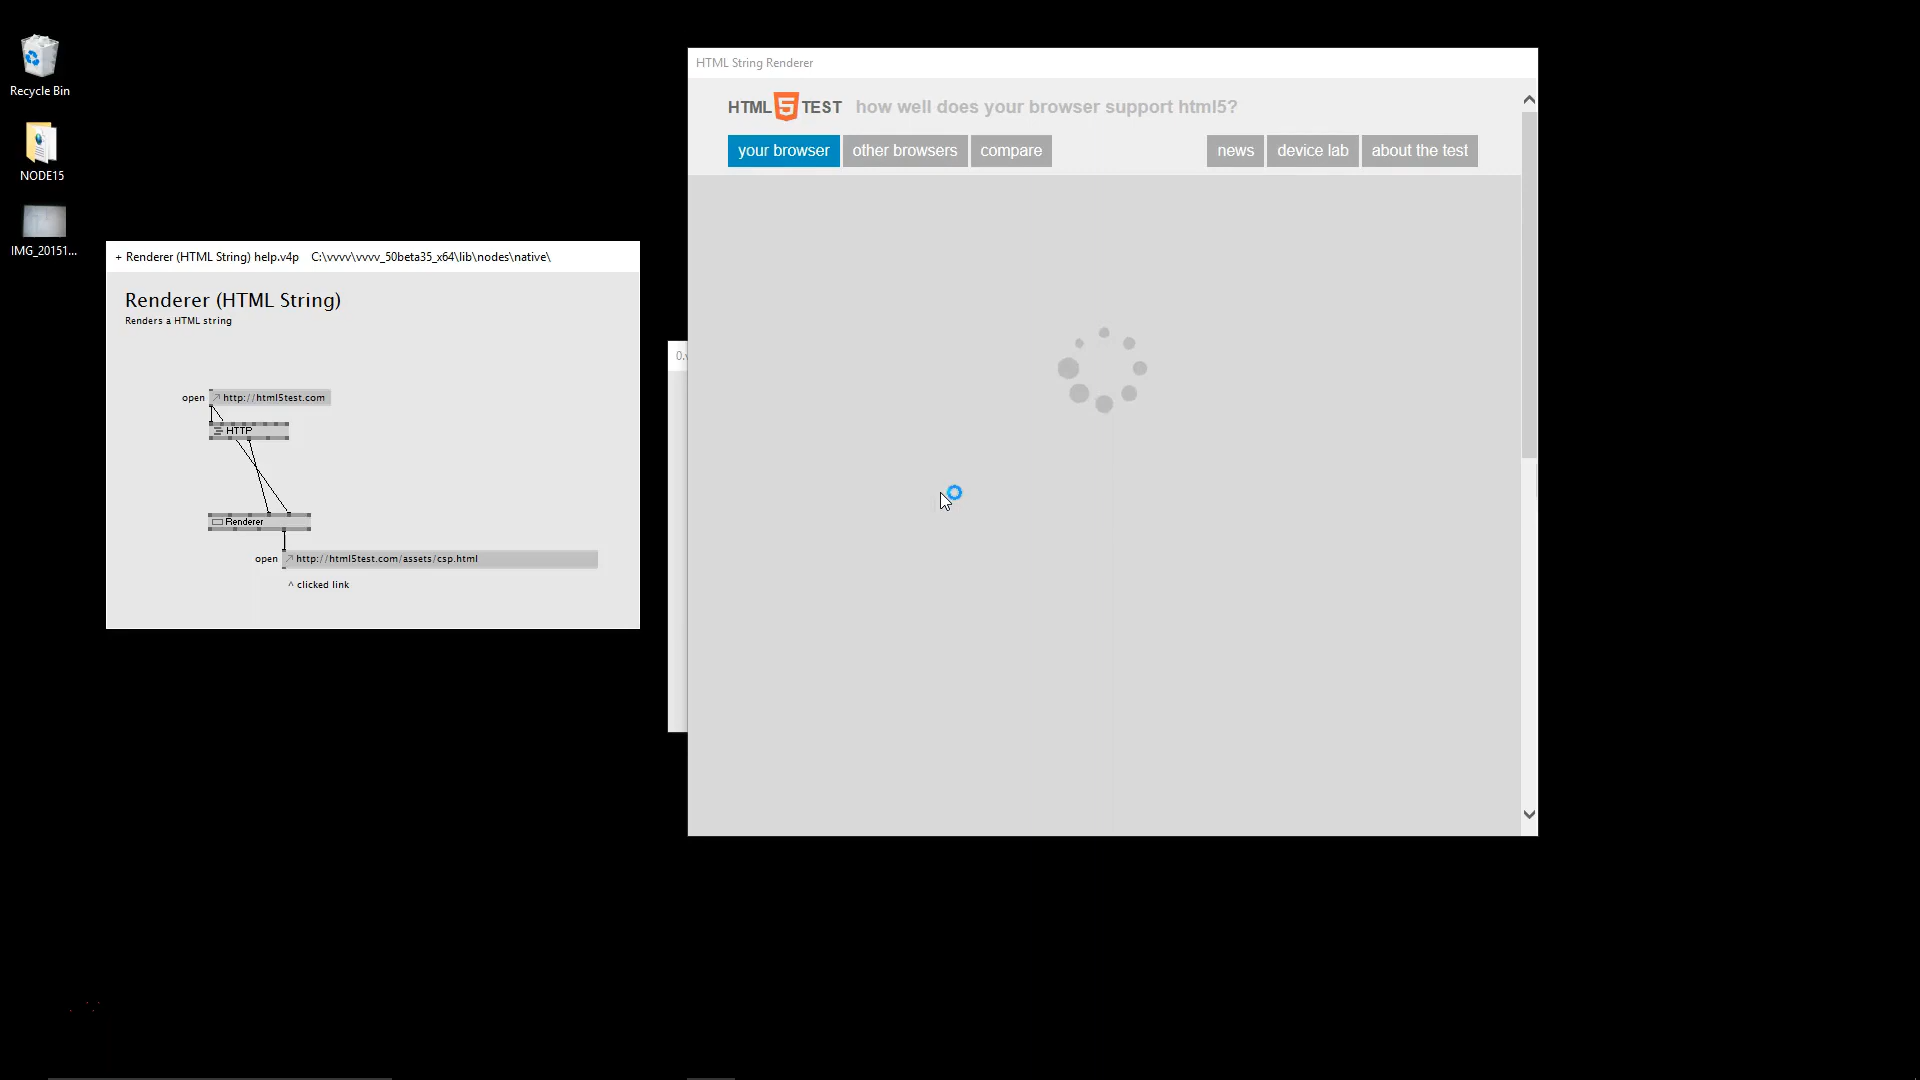 Recycle Bin
NODE15
IMG_20151...
+ Renderer (HTML String) help.v4p C:\vvvv\vvvv_50beta35_x64\lib\nodes\native\
Renderer (HTML String)
Renders a HTML string
open http://html5test.com
HTTP
Renderer
open http://html5test.com/assets/csp.html
^ clicked link
0.v
HTML String Renderer
HTML 5 TEST how well does your browser support html5?
your browser other browsers compare news device lab about the test